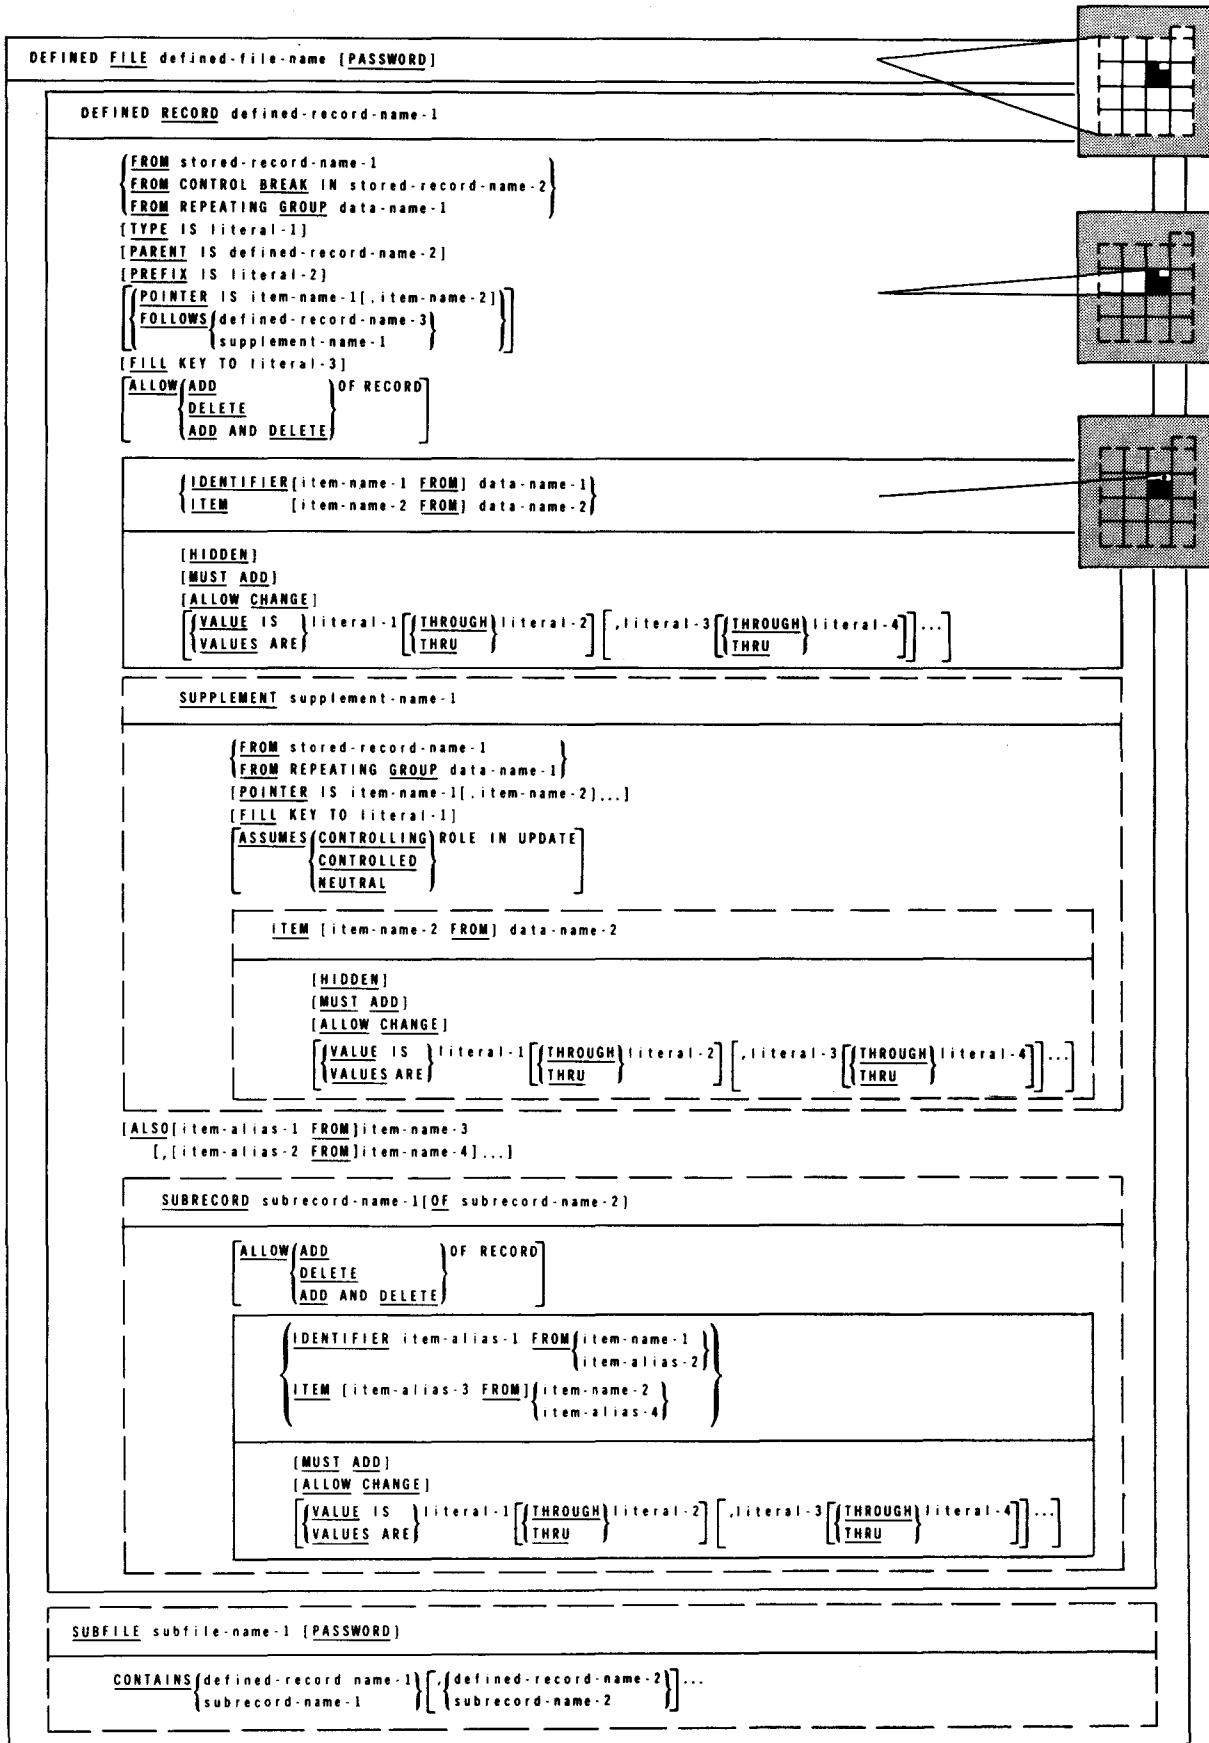 DEFINED FILE defined-file-name [PASSWORD]
DEFINED RECORD defined-record-name-1
{FROM stored-record-name-1
FROM CONTROL BREAK IN stored-record-name-2
FROM REPEATING GROUP data-name-1}
[TYPE IS literal-1]
[PARENT IS defined-record-name-2]
[PREFIX IS literal-2]
[{POINTER IS item-name-1[,item-name-2]
FOLLOWS{defined-record-name-3
supplement-name-1}}]
[FILL KEY TO literal-3]
[ALLOW{ADD
DELETE
ADD AND DELETE}OF RECORD]
{IDENTIFIER[item-name-1 FROM] data-name-1
ITEM [item-name-2 FROM] data-name-2}
[HIDDEN]
[MUST ADD]
[ALLOW CHANGE]
[{VALUE IS
VALUES ARE}literal-1[{THROUGH
THRU}literal-2][,literal-3[{THROUGH
THRU}literal-4]]...]
SUPPLEMENT supplement-name-1
{FROM stored-record-name-1
FROM REPEATING GROUP data-name-1}
[POINTER IS item-name-1[,item-name-2]...]
[FILL KEY TO literal-1]
[ASSUMES{CONTROLLING
CONTROLLED
NEUTRAL}ROLE IN UPDATE]
ITEM [item-name-2 FROM] data-name-2
[HIDDEN]
[MUST ADD]
[ALLOW CHANGE]
[{VALUE IS
VALUES ARE}literal-1[{THROUGH
THRU}literal-2][,literal-3[{THROUGH
THRU}literal-4]]...]
[ALSO[item-alias-1 FROM]item-name-3
[,[item-alias-2 FROM]item-name-4]...]
SUBRECORD subrecord-name-1[OF subrecord-name-2]
[ALLOW{ADD
DELETE
ADD AND DELETE}OF RECORD]
{IDENTIFIER item-alias-1 FROM{item-name-1
item-alias-2}
ITEM [item-alias-3 FROM]{item-name-2
item-alias-4}}
[MUST ADD]
[ALLOW CHANGE]
[{VALUE IS
VALUES ARE}literal-1[{THROUGH
THRU}literal-2][,literal-3[{THROUGH
THRU}literal-4]]...]
SUBFILE subfile-name-1 [PASSWORD]
CONTAINS{defined-record name-1
subrecord-name-1}[,{defined-record-name-2
subrecord-name-2}]...